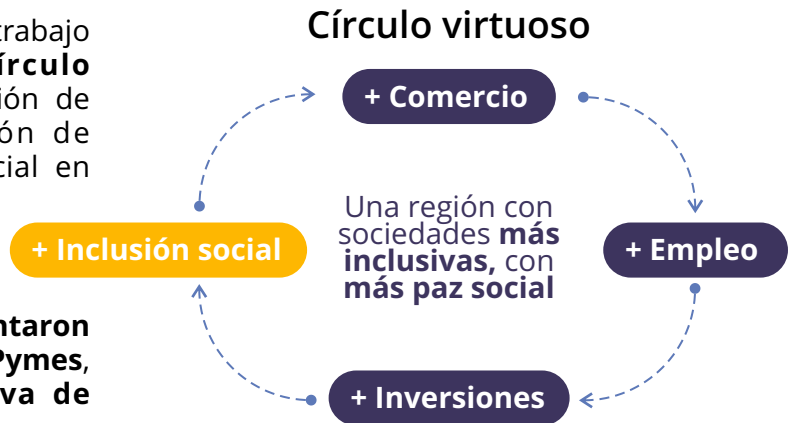 trabajo
írculo
ión de
ón de
cial en
ntaron
Pymes,
va de
Círculo virtuoso
+ Comercio
+ Empleo
+ Inversiones
+ Inclusión social
Una región con
sociedades más
inclusivas, con
más paz social